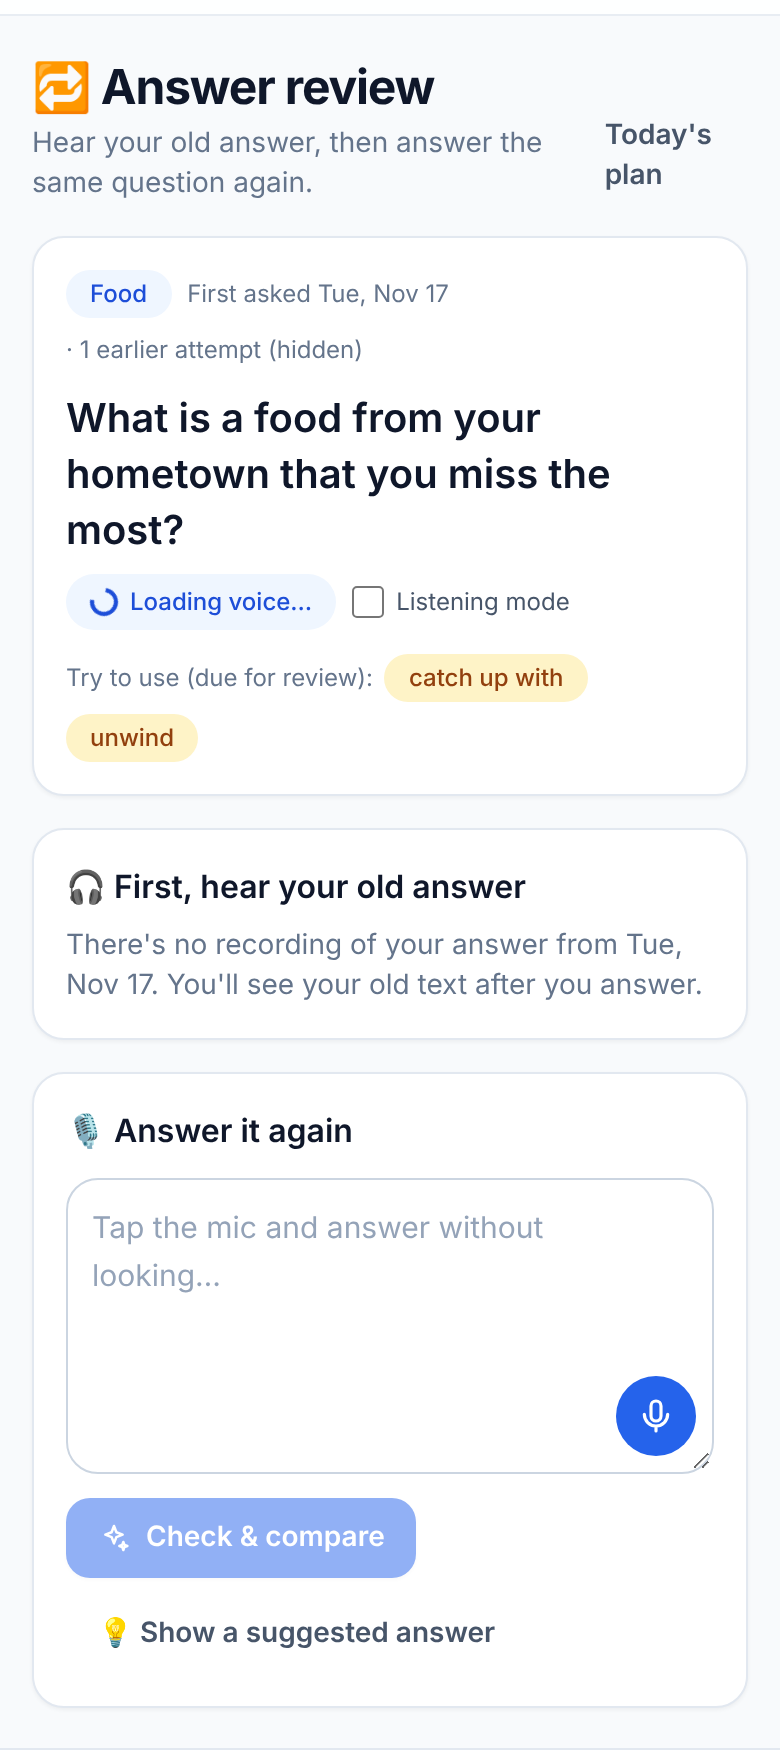 🔁 Answer review
Hear your old answer, then answer the
same question again.
Today's
plan
Food First asked Tue, Nov 17
· 1 earlier attempt (hidden)
What is a food from your
hometown that you miss the
most?
Loading voice... Listening mode
Try to use (due for review): catch up with
unwind
🎧 First, hear your old answer
There's no recording of your answer from Tue,
Nov 17. You'll see your old text after you answer.
🎙️ Answer it again
Tap the mic and answer without
looking...
Check & compare
💡 Show a suggested answer